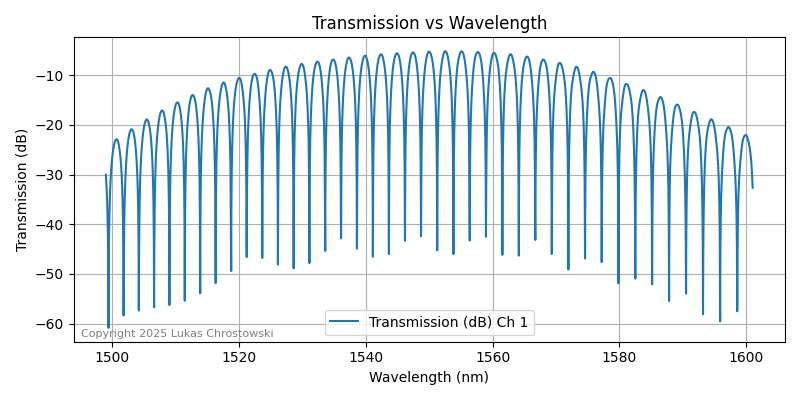 Transmission vs Wavelength
Transmission (dB)
−10
−20
−30
−40
−50
−60
Copyright 2025 Lukas Chrostowski
Transmission (dB) Ch 1
1500 1520 1540 1560 1580 1600
Wavelength (nm)